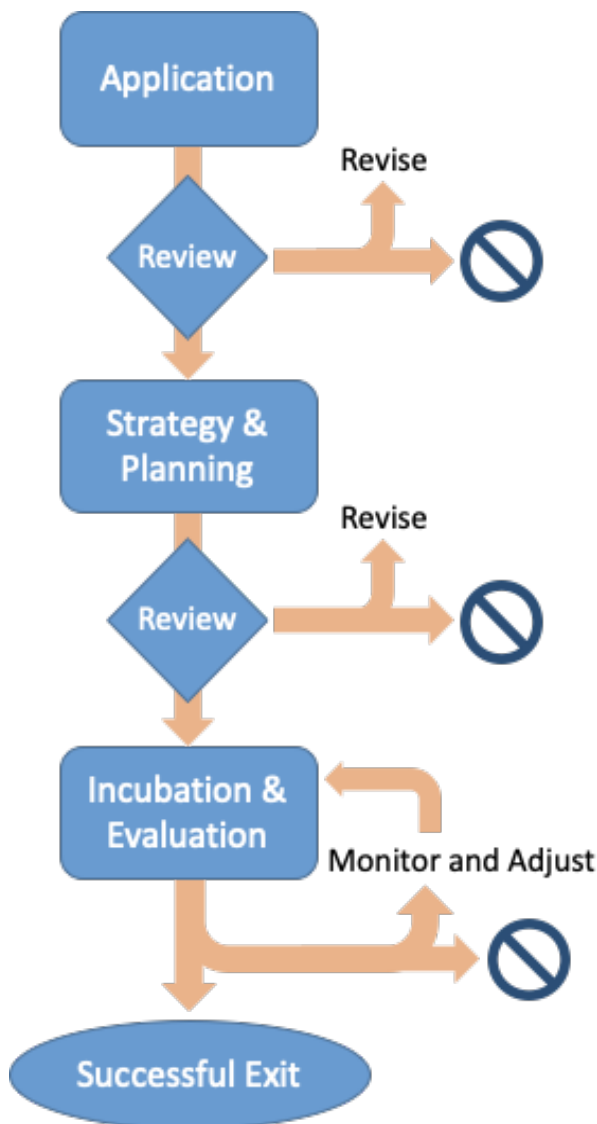 Application
Revise
Review
Strategy &
Planning
Revise
Review
Incubation &
Evaluation
Monitor and Adjust
Successful Exit